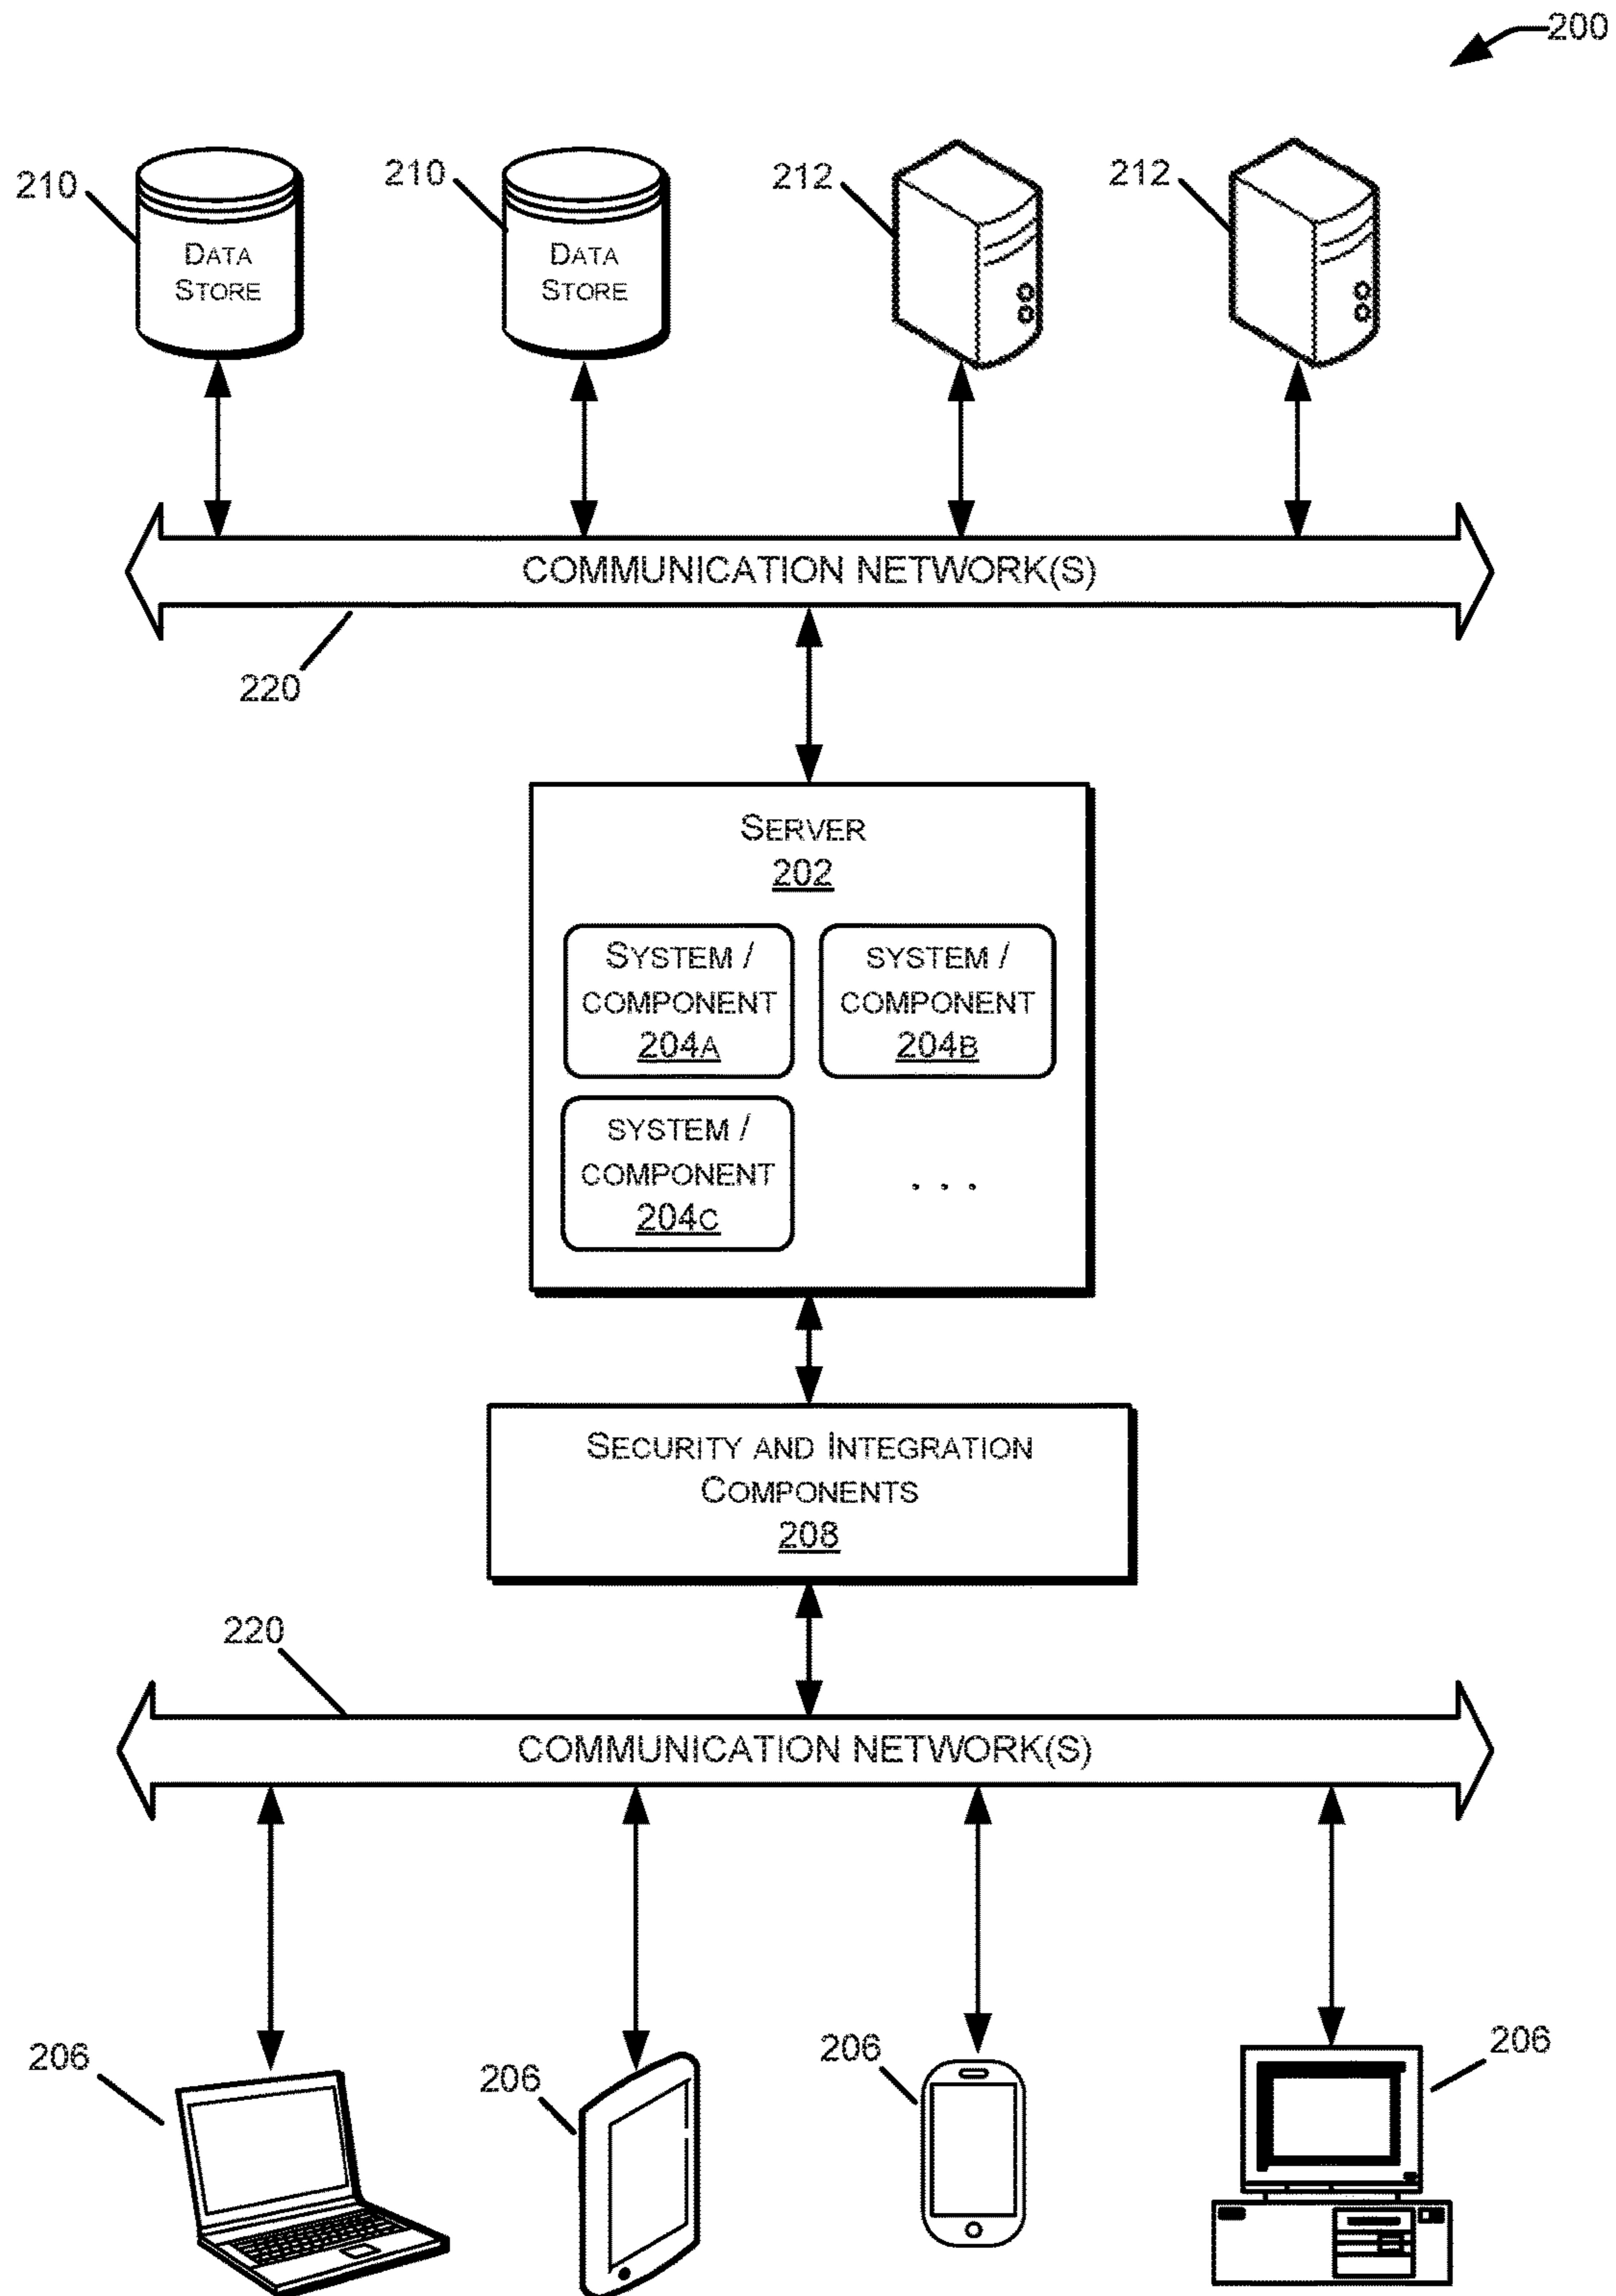 200
210
210
212
212
DATA
STORE
DATA
STORE
COMMUNICATION NETWORK(S)
220
SERVER
202
SYSTEM /
COMPONENT
204A
SYSTEM /
COMPONENT
204B
SYSTEM /
COMPONENT
204C
. . .
SECURITY AND INTEGRATION
COMPONENTS
208
220
COMMUNICATION NETWORK(S)
206
206
206
206